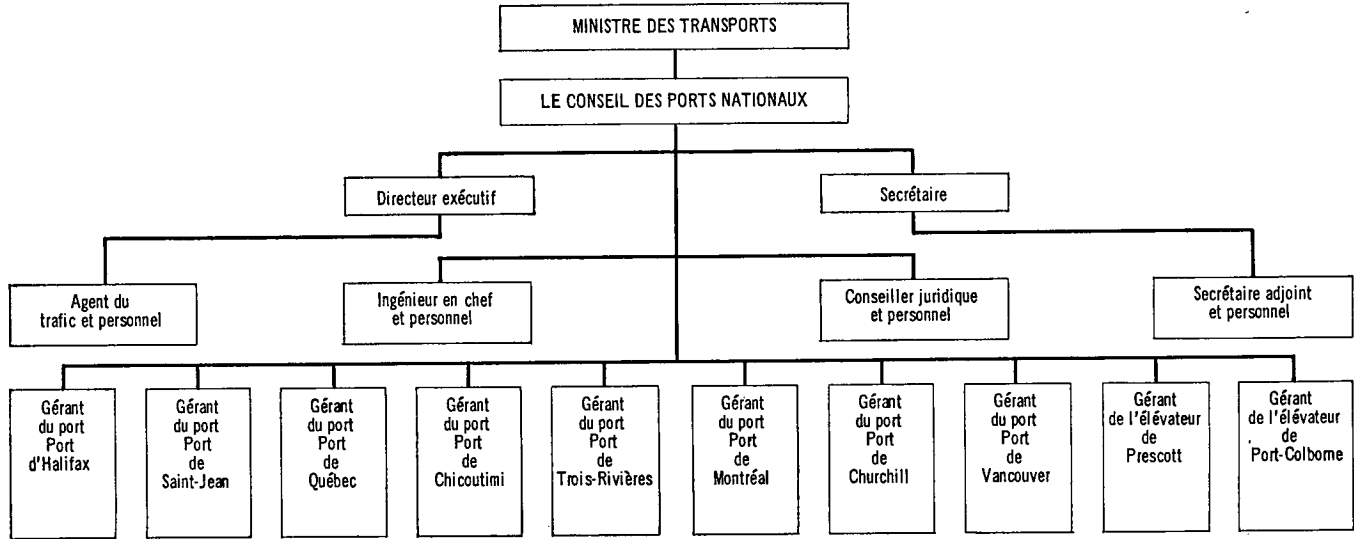 MINISTRE DES TRANSPORTS
LE CONSEIL DES PORTS NATIONAUX
Directeur exécutif
Secrétaire
Agent du
trafic et personnel
Ingénieur en chef
et personnel
Conseiller juridique
et personnel
Secrétaire adjoint
et personnel
Gérant
du port
Port
d'Halifax
Gérant
du port
Port
de
Saint-Jean
Gérant
du port
Port
de
Québec
Gérant
du port
Port
de
Chicoutimi
Gérant
du port
Port
de
Trois-Rivières
Gérant
du port
Port
de
Montréal
Gérant
du port
Port
de
Churchill
Gérant
du port
Port
de
Vancouver
Gérant
de l'élévateur
de
Prescott
Gérant
de l'élévateur
de
Port-Colborne